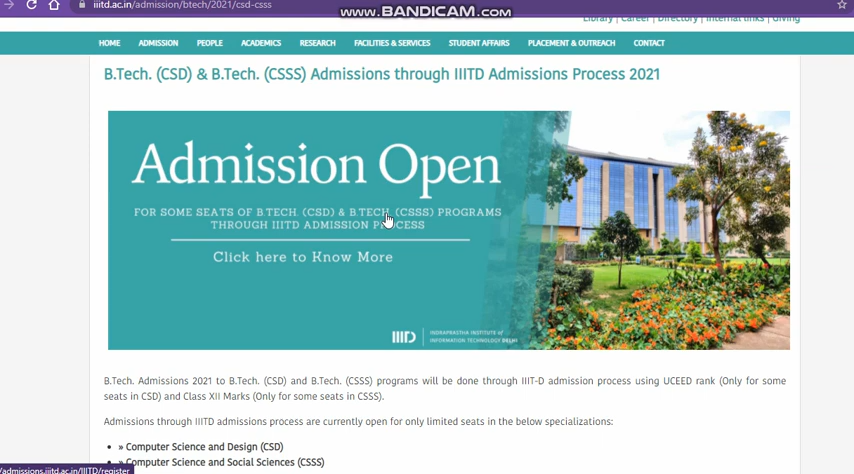 iiitd.ac.in/admission/btech/2021/csd-csss
www.BANDICAM.com
Library / Career / Directory / Internal links / Giving
HOME ADMISSION PEOPLE ACADEMICS RESEARCH FACILITIES & SERVICES STUDENT AFFAIRS PLACEMENT & OUTREACH CONTACT
B.Tech. (CSD) & B.Tech. (CSSS) Admissions through IIITD Admissions Process 2021
Admission Open
FOR SOME SEATS OF B.TECH. (CSD) & B.TECH. (CSSS) PROGRAMS
THROUGH IIITD ADMISSION PROCESS
Click here to Know More
IIITD
INDRAPRASTHA INSTITUTE of
INFORMATION TECHNOLOGY DELHI
B.Tech. Admissions 2021 to B.Tech. (CSD) and B.Tech. (CSSS) programs will be done through IIIT-D admission process using UCEED rank (Only for some
seats in CSD) and Class XII Marks (Only for some seats in CSSS).
Admissions through IIITD admissions process are currently open for only limited seats in the below specializations:
• » Computer Science and Design (CSD)
• » Computer Science and Social Sciences (CSSS)
/admissions.iiitd.ac.in/IIITD/register